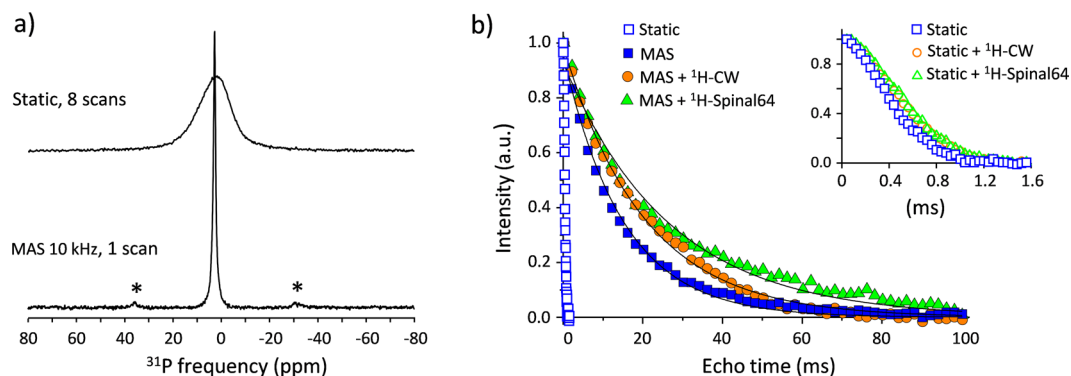 a)
Static, 8 scans
MAS 10 kHz, 1 scan
*
*
80 60 40 20 0 -20 -40 -60 -80
³¹P frequency (ppm)
b)
Static
MAS
MAS + ¹H-CW
MAS + ¹H-Spinal64
Intensity (a.u.)
1.0
0.8
0.6
0.4
0.2
0.0
0 20 40 60 80 100
Echo time (ms)
Static
Static + ¹H-CW
Static + ¹H-Spinal64
0.8
0.4
0.0
0 0.4 0.8 1.2 1.6
(ms)